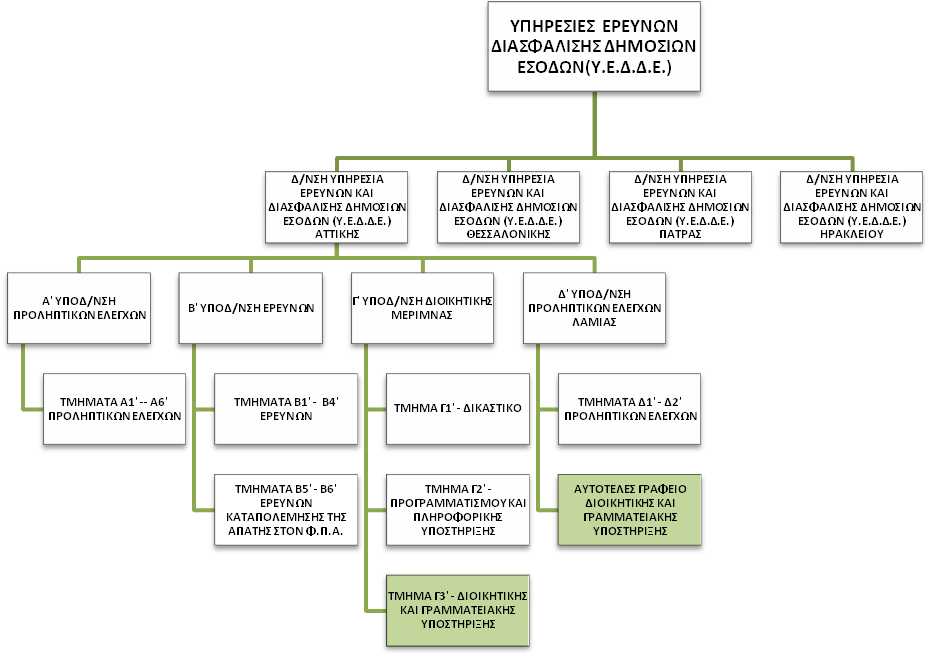 ΥΠΗΡΕΣΙΕΣ ΕΡΕΥΝΩΝ
ΔΙΑΣΦΑΛΙΣΗΣ ΔΗΜΟΣΙΩΝ
ΕΣΟΔΩΝ(Υ.Ε.Δ.Δ.Ε.)
Δ/ΝΣΗ ΥΠΗΡΕΣΙΑ
ΕΡΕΥΝΩΝ ΚΑΙ
ΔΙΑΣΦΑΛΙΣΗΣ ΔΗΜΟΣΙΩΝ
ΕΣΟΔΩΝ (Υ.Ε.Δ.Δ.Ε.)
ΑΤΤΙΚΗΣ
Δ/ΝΣΗ ΥΠΗΡΕΣΙΑ
ΕΡΕΥΝΩΝ ΚΑΙ
ΔΙΑΣΦΑΛΙΣΗΣ ΔΗΜΟΣΙΩΝ
ΕΣΟΔΩΝ (Υ.Ε.Δ.Δ.Ε.)
ΘΕΣΣΑΛΟΝΙΚΗΣ
Δ/ΝΣΗ ΥΠΗΡΕΣΙΑ
ΕΡΕΥΝΩΝ ΚΑΙ
ΔΙΑΣΦΑΛΙΣΗΣ ΔΗΜΟΣΙΩΝ
ΕΣΟΔΩΝ (Υ.Ε.Δ.Δ.Ε.)
ΠΑΤΡΑΣ
Δ/ΝΣΗ ΥΠΗΡΕΣΙΑ
ΕΡΕΥΝΩΝ ΚΑΙ
ΔΙΑΣΦΑΛΙΣΗΣ ΔΗΜΟΣΙΩΝ
ΕΣΟΔΩΝ (Υ.Ε.Δ.Δ.Ε.)
ΗΡΑΚΛΕΙΟΥ
Α' ΥΠΟΔ/ΝΣΗ
ΠΡΟΛΗΠΤΙΚΩΝ ΕΛΕΓΧΩΝ
Β' ΥΠΟΔ/ΝΣΗ ΕΡΕΥΝΩΝ
Γ' ΥΠΟΔ/ΝΣΗ ΔΙΟΙΚΗΤΙΚΗΣ
ΜΕΡΙΜΝΑΣ
Δ' ΥΠΟΔ/ΝΣΗ
ΠΡΟΛΗΠΤΙΚΩΝ ΕΛΕΓΧΩΝ
ΛΑΜΙΑΣ
ΤΜΗΜΑΤΑ Α1' -- Α6'
ΠΡΟΛΗΠΤΙΚΩΝ ΕΛΕΓΧΩΝ
ΤΜΗΜΑΤΑ Β1' - Β4'
ΕΡΕΥΝΩΝ
ΤΜΗΜΑ Γ1' - ΔΙΚΑΣΤΙΚΟ
ΤΜΗΜΑΤΑ Δ1' - Δ2'
ΠΡΟΛΗΠΤΙΚΩΝ ΕΛΕΓΧΩΝ
ΤΜΗΜΑΤΑ Β5' - Β6'
ΕΡΕΥΝΩΝ
ΚΑΤΑΠΟΛΕΜΗΣΗΣ ΤΗΣ
ΑΠΑΤΗΣ ΣΤΟΝ Φ.Π.Α.
ΤΜΗΜΑ Γ2' -
ΠΡΟΓΡΑΜΜΑΤΙΣΜΟΥ ΚΑΙ
ΠΛΗΡΟΦΟΡΙΚΗΣ
ΥΠΟΣΤΗΡΙΞΗΣ
ΑΥΤΟΤΕΛΕΣ ΓΡΑΦΕΙΟ
ΔΙΟΙΚΗΤΙΚΗΣ ΚΑΙ
ΓΡΑΜΜΑΤΕΙΑΚΗΣ
ΥΠΟΣΤΗΡΙΞΗΣ
ΤΜΗΜΑ Γ3' - ΔΙΟΙΚΗΤΙΚΗΣ
ΚΑΙ ΓΡΑΜΜΑΤΕΙΑΚΗΣ
ΥΠΟΣΤΗΡΙΞΗΣ